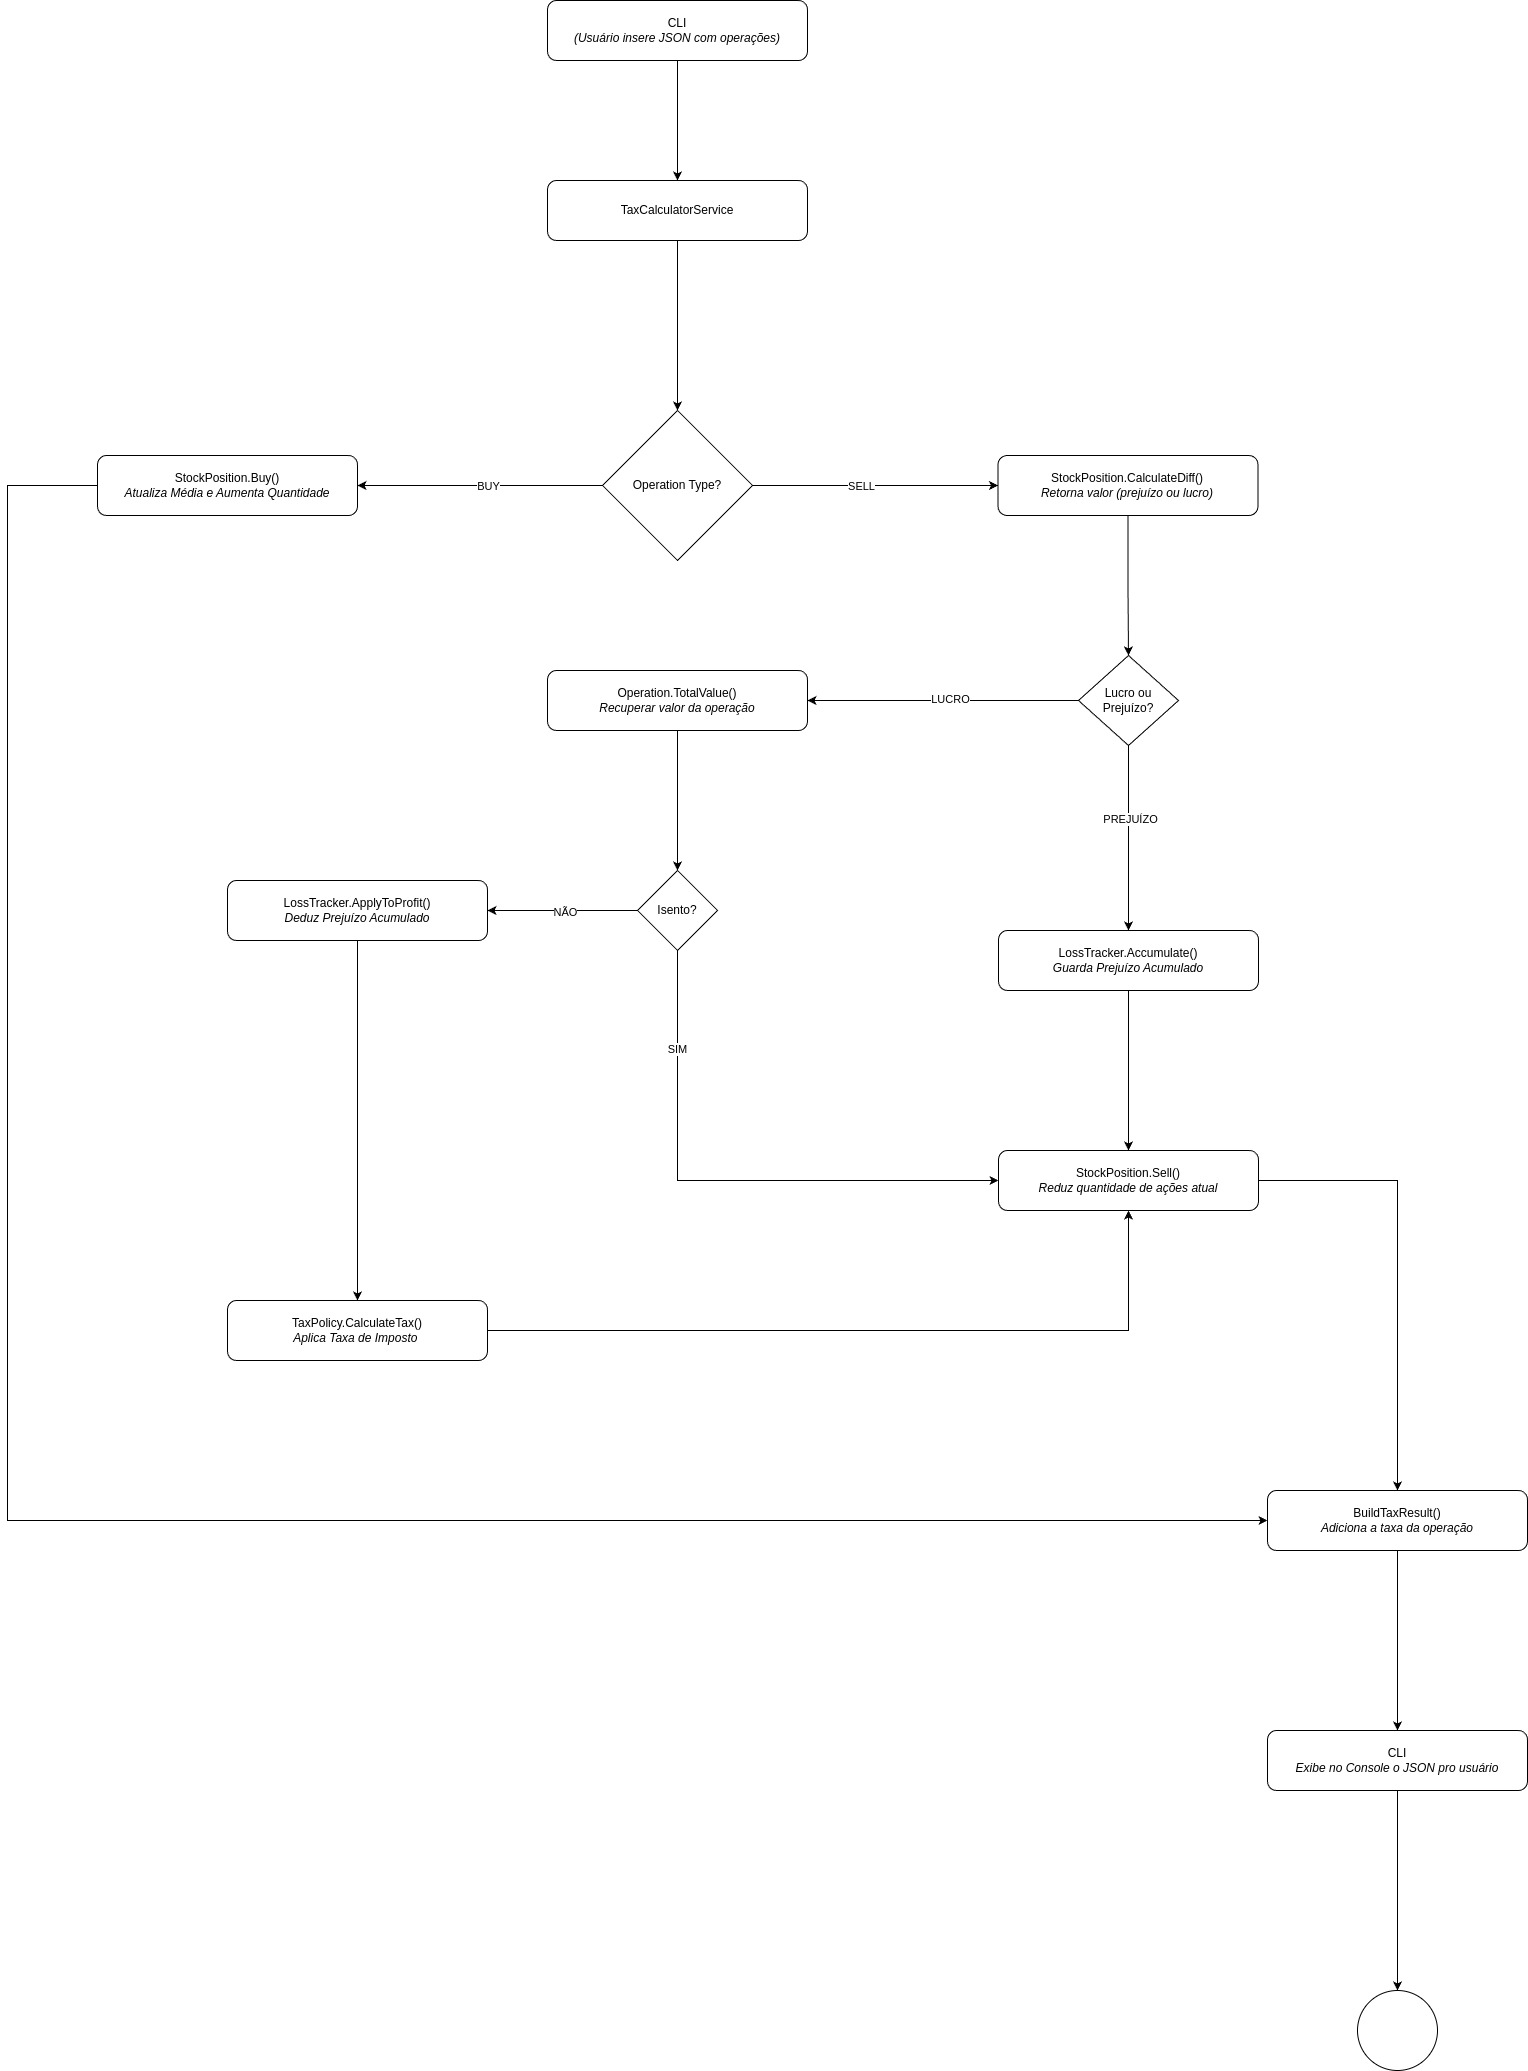 CLI
(Usuário insere JSON com operações)
TaxCalculatorService
StockPosition.Buy()
Atualiza Média e Aumenta Quantidade
BUY
Operation Type?
SELL
StockPosition.CalculateDiff()
Retorna valor (prejuízo ou lucro)
Operation.TotalValue()
Recuperar valor da operação
LUCRO
Lucro ou
Prejuízo?
PREJUÍZO
LossTracker.ApplyToProfit()
Deduz Prejuízo Acumulado
NÃO
Isento?
LossTracker.Accumulate()
Guarda Prejuízo Acumulado
SIM
StockPosition.Sell()
Reduz quantidade de ações atual
TaxPolicy.CalculateTax()
Aplica Taxa de Imposto
BuildTaxResult()
Adiciona a taxa da operação
CLI
Exibe no Console o JSON pro usuário